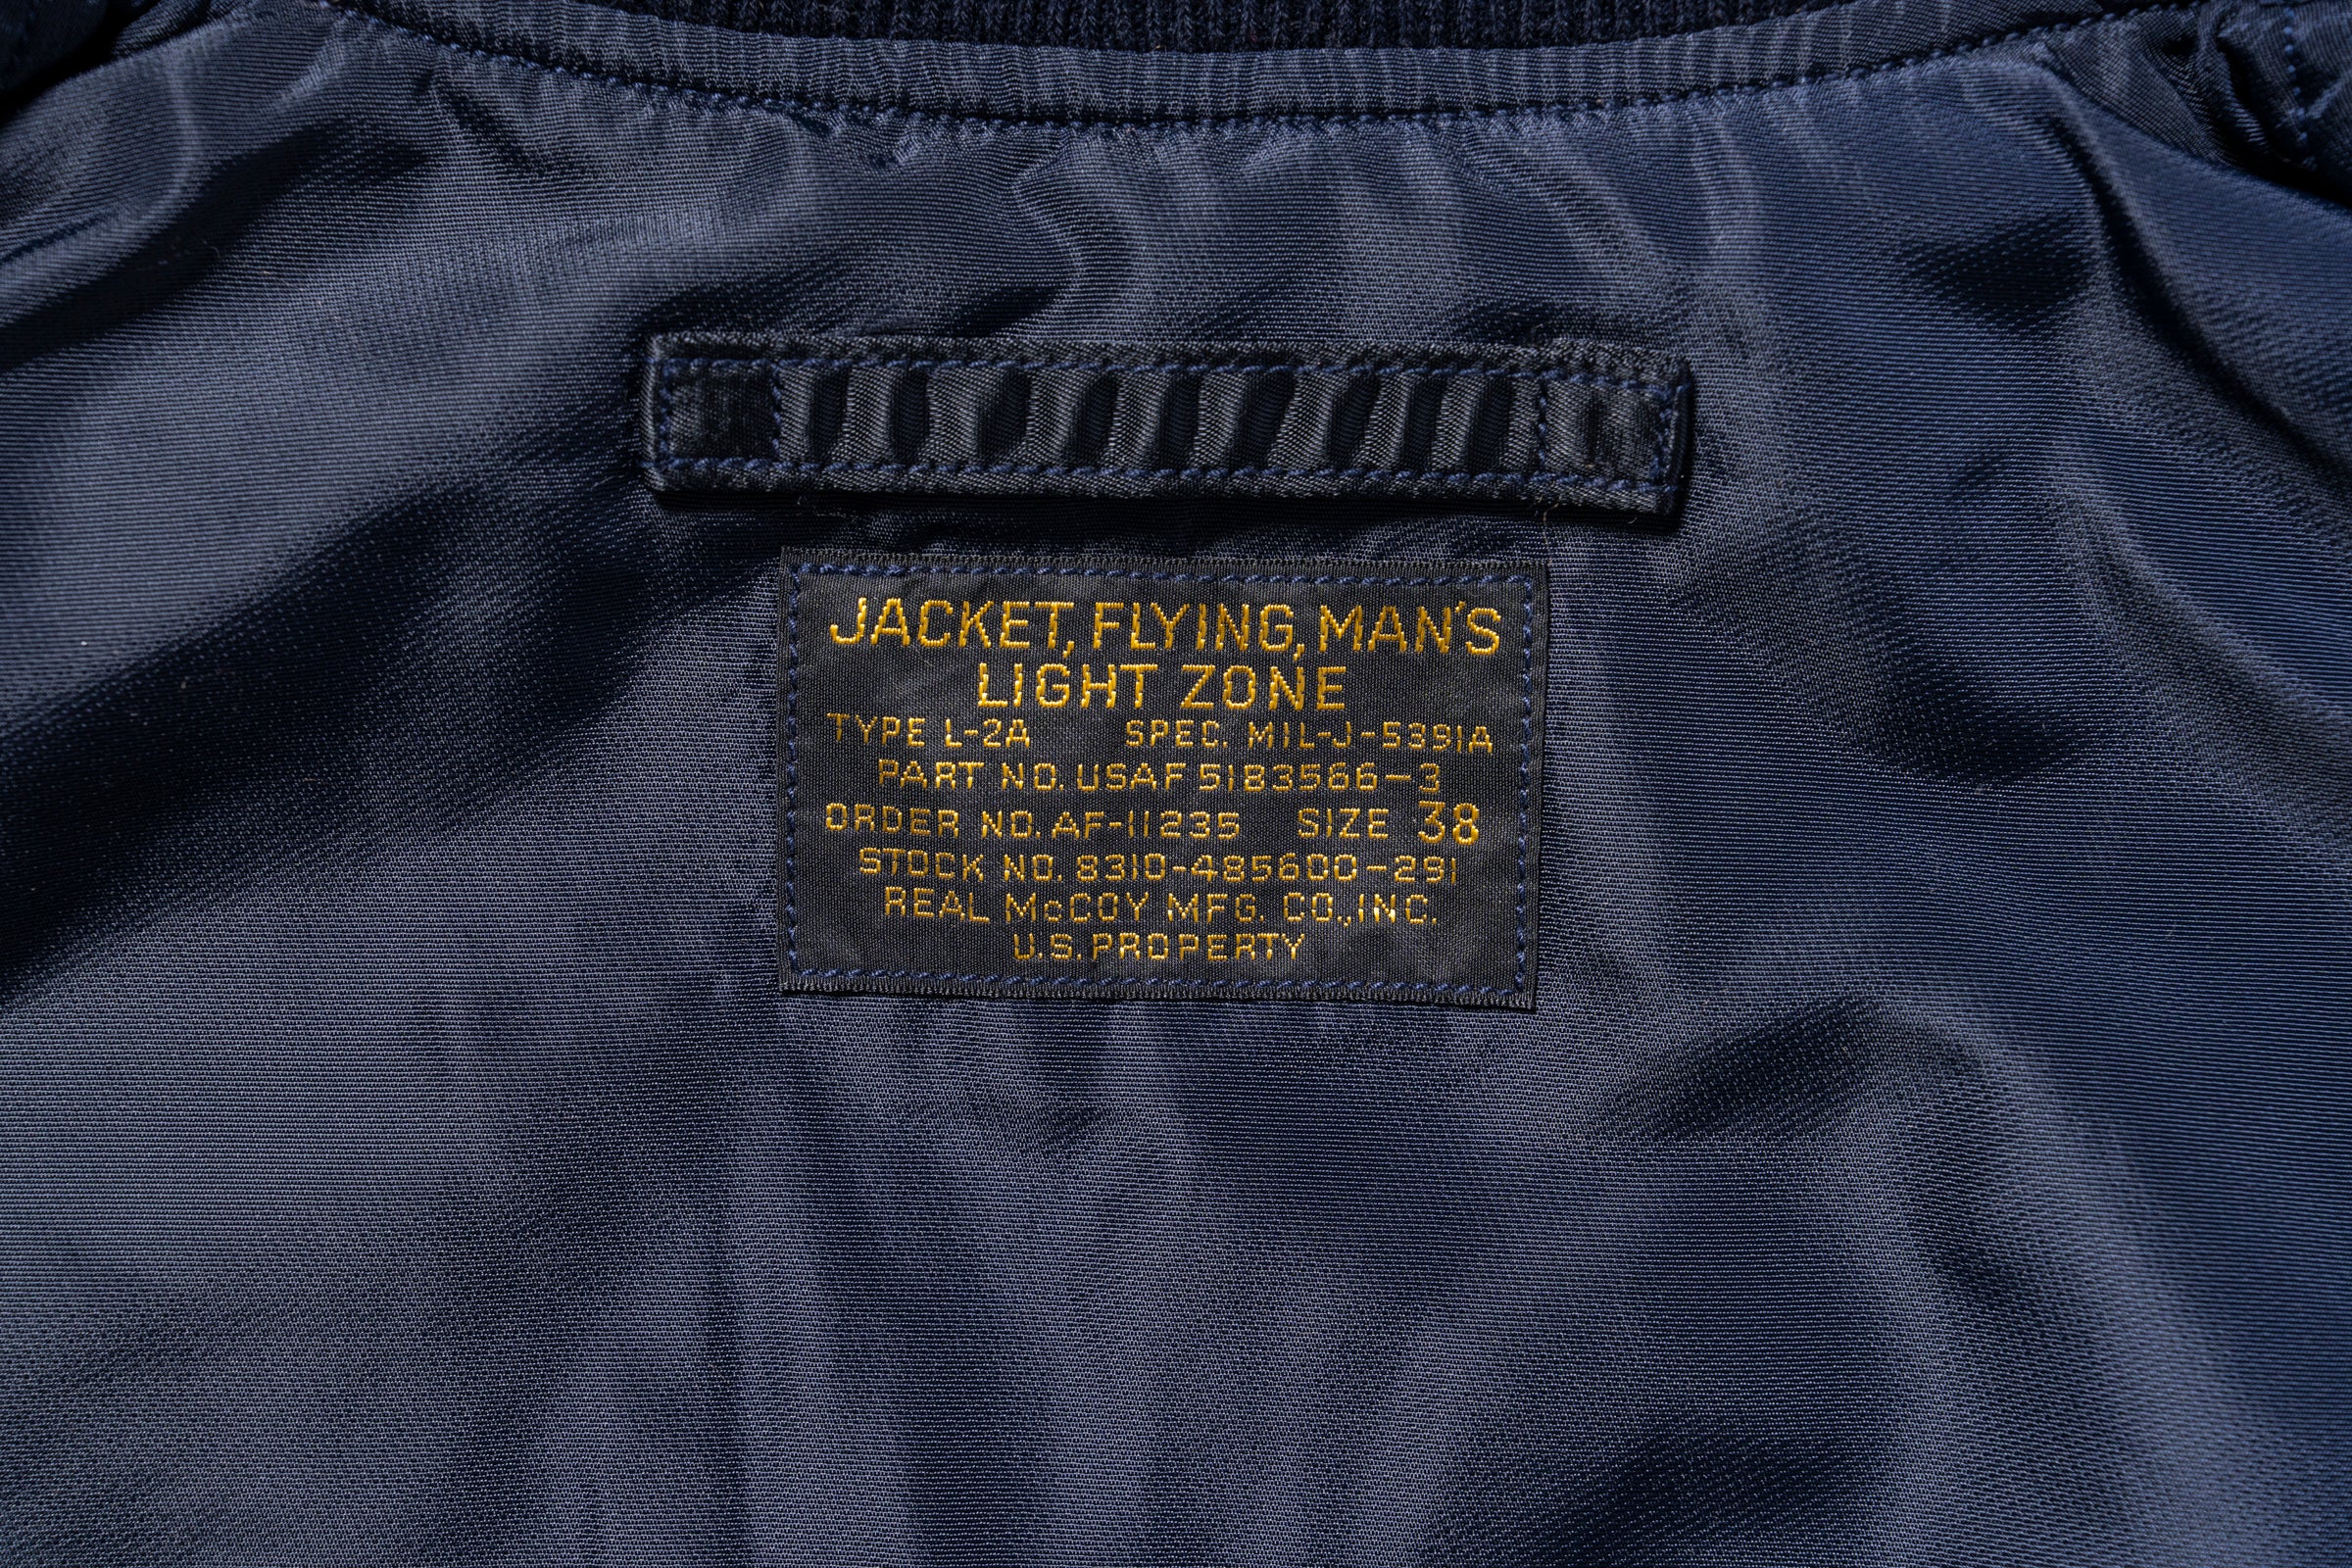 JACKET, FLYING, MAN'S
LIGHT ZONE
TYPE L-2A SPEC. MIL-J-5391A
PART NO. USAF 5183566-3
ORDER NO. AF-11235 SIZE 38
STOCK NO. 8310-485600-291
REAL McCOY MFG. CO., INC.
U.S. PROPERTY